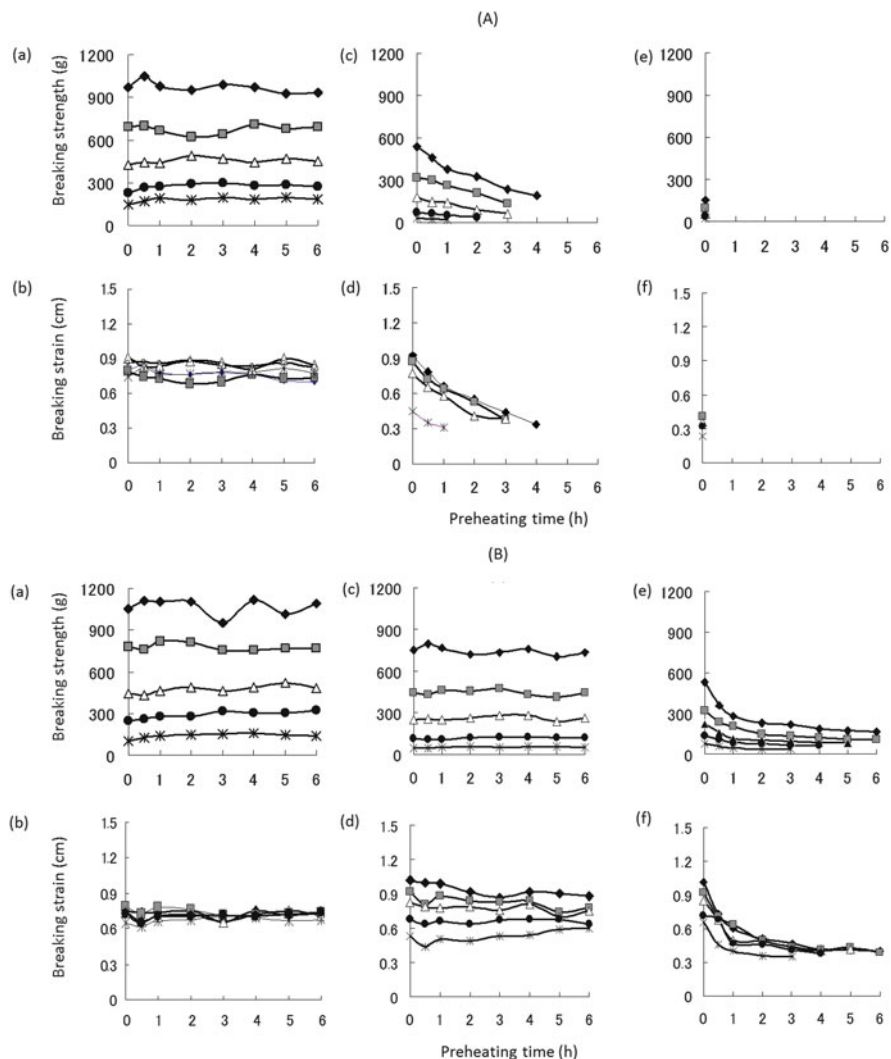 (A)
(a) (c) (e)
Breaking strength (g)
1200 1200 1200
900 900 900
600 600 600
300 300 300
0 0 0
0 1 2 3 4 5 6 0 1 2 3 4 5 6 0 1 2 3 4 5 6
(b) (d) (f)
Breaking strain (cm)
1.5 1.5 1.5
1.2 1.2 1.2
0.9 0.9 0.9
0.6 0.6 0.6
0.3 0.3 0.3
0 0 0
0 1 2 3 4 5 6 0 1 2 3 4 5 6 0 1 2 3 4 5 6
Preheating time (h)
(B)
(a) (c) (e)
Breaking strength (g)
1200 1200 1200
900 900 900
600 600 600
300 300 300
0 0 0
0 1 2 3 4 5 6 0 1 2 3 4 5 6 0 1 2 3 4 5 6
(b) (d) (f)
Breaking strain (cm)
1.5 1.5 1.5
1.2 1.2 1.2
0.9 0.9 0.9
0.6 0.6 0.6
0.3 0.3 0.3
0 0 0
0 1 2 3 4 5 6 0 1 2 3 4 5 6 0 1 2 3 4 5 6
Preheating time (h)